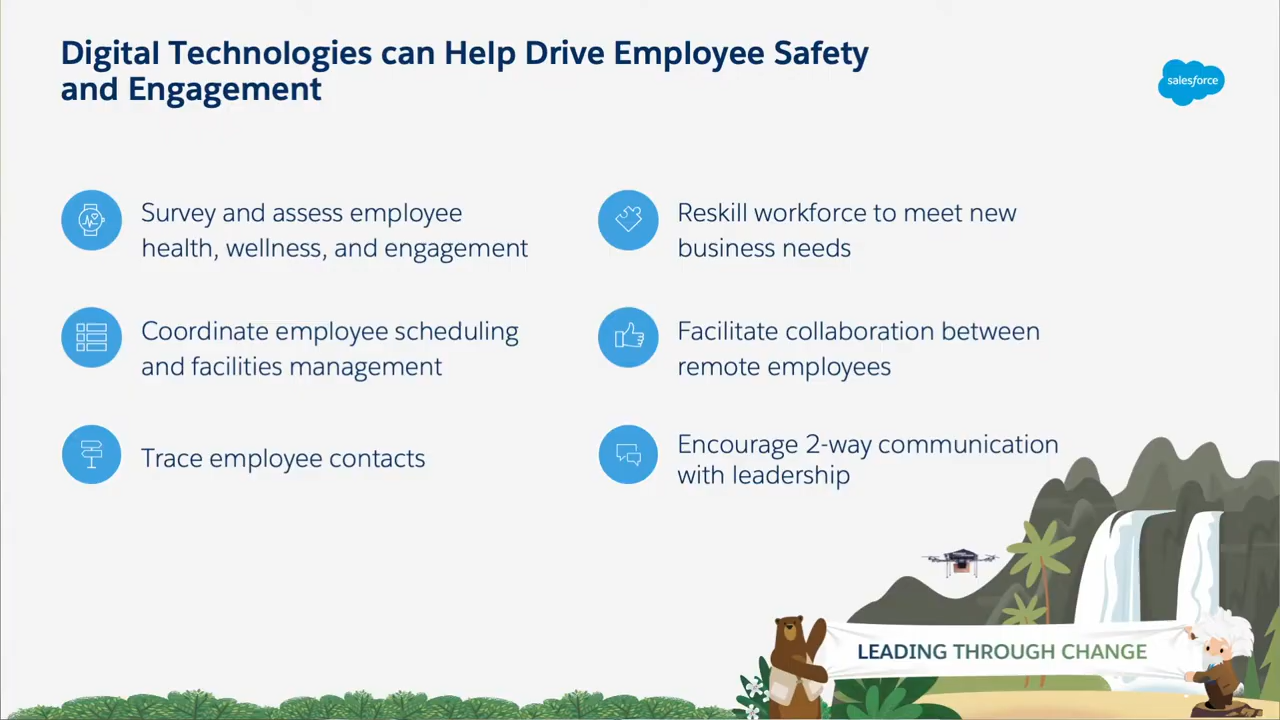 Digital Technologies can Help Drive Employee Safety
and Engagement
salesforce
Survey and assess employee
health, wellness, and engagement
Reskill workforce to meet new
business needs
Coordinate employee scheduling
and facilities management
Facilitate collaboration between
remote employees
Trace employee contacts
Encourage 2-way communication
with leadership
LEADING THROUGH CHANGE